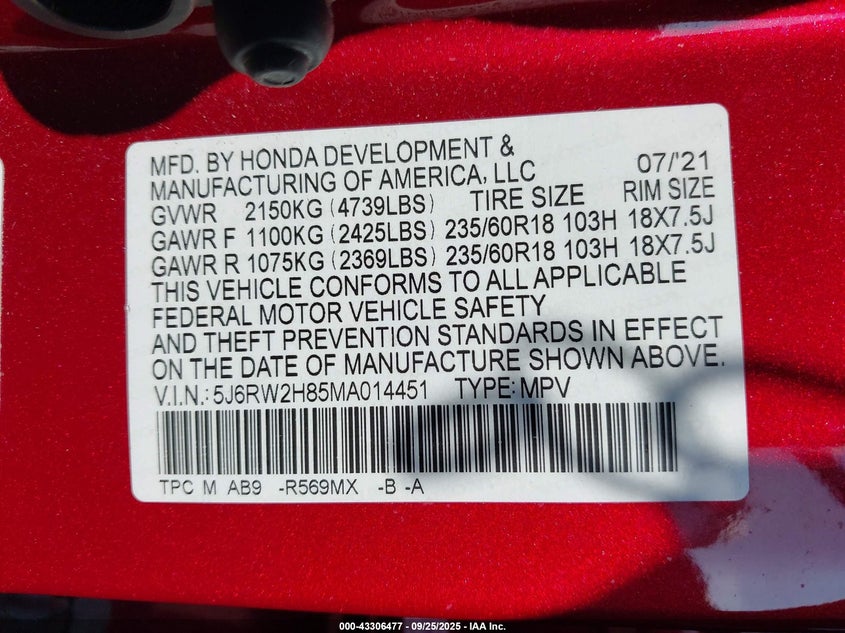 MFD. BY HONDA DEVELOPMENT &
MANUFACTURING OF AMERICA, LLC 07/'21
GVWR 2150KG (4739LBS) TIRE SIZE RIM SIZE
GAWR F 1100KG (2425LBS) 235/60R18 103H 18X7.5J
GAWR R 1075KG (2369LBS) 235/60R18 103H 18X7.5J
THIS VEHICLE CONFORMS TO ALL APPLICABLE
FEDERAL MOTOR VEHICLE SAFETY
AND THEFT PREVENTION STANDARDS IN EFFECT
ON THE DATE OF MANUFACTURE SHOWN ABOVE.
V.I.N.: 5J6RW2H85MA014451 TYPE: MPV
TPC M AB9 -R569MX -B -A
000-43306477 - 09/25/2025 - IAA Inc.